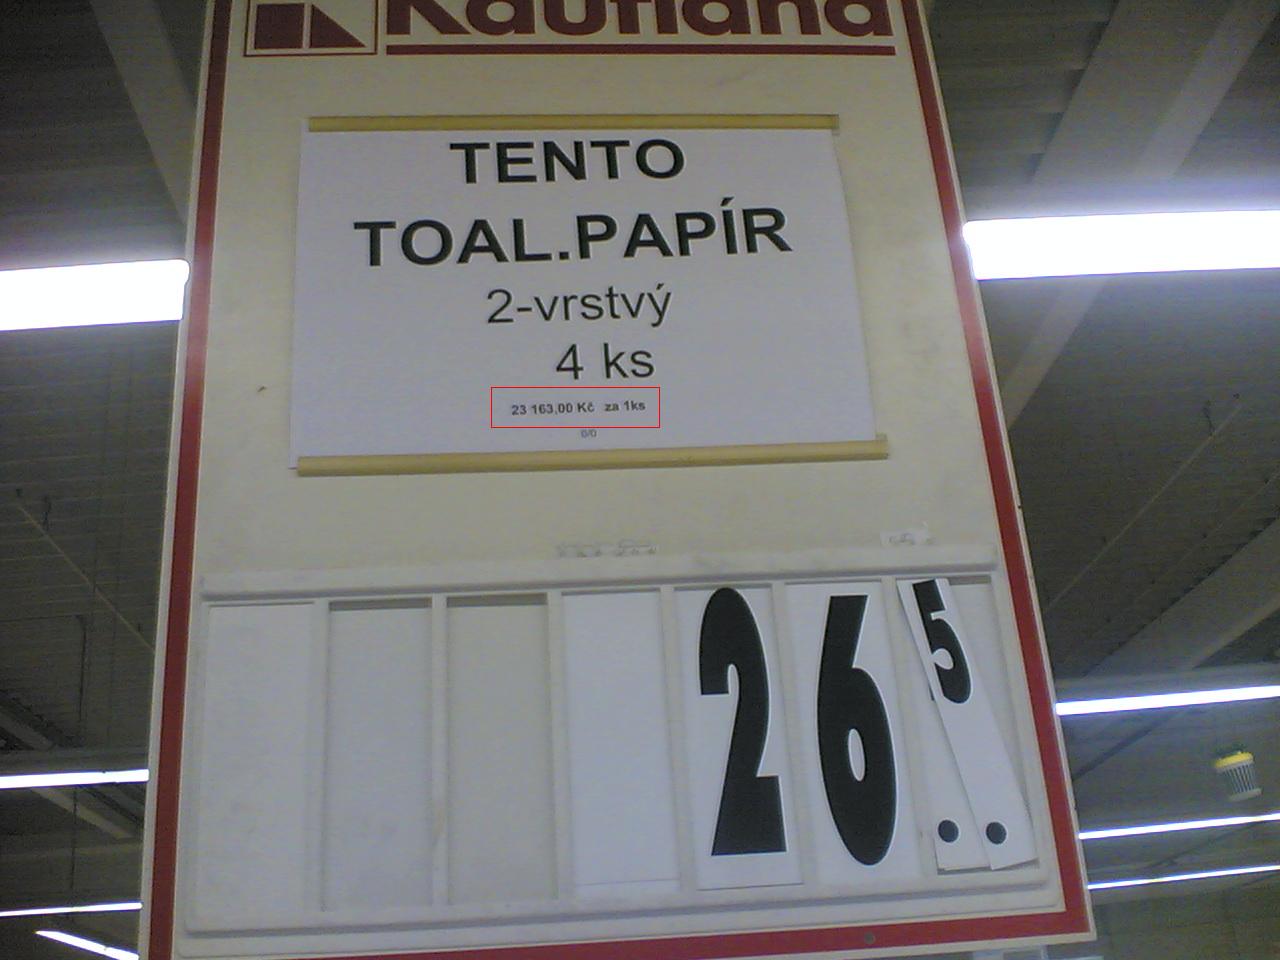 Kaufland
TENTO
TOAL.PAPÍR
2-vrstvý
4 ks
23 163,00 Kč za 1ks
0/0
26 5.